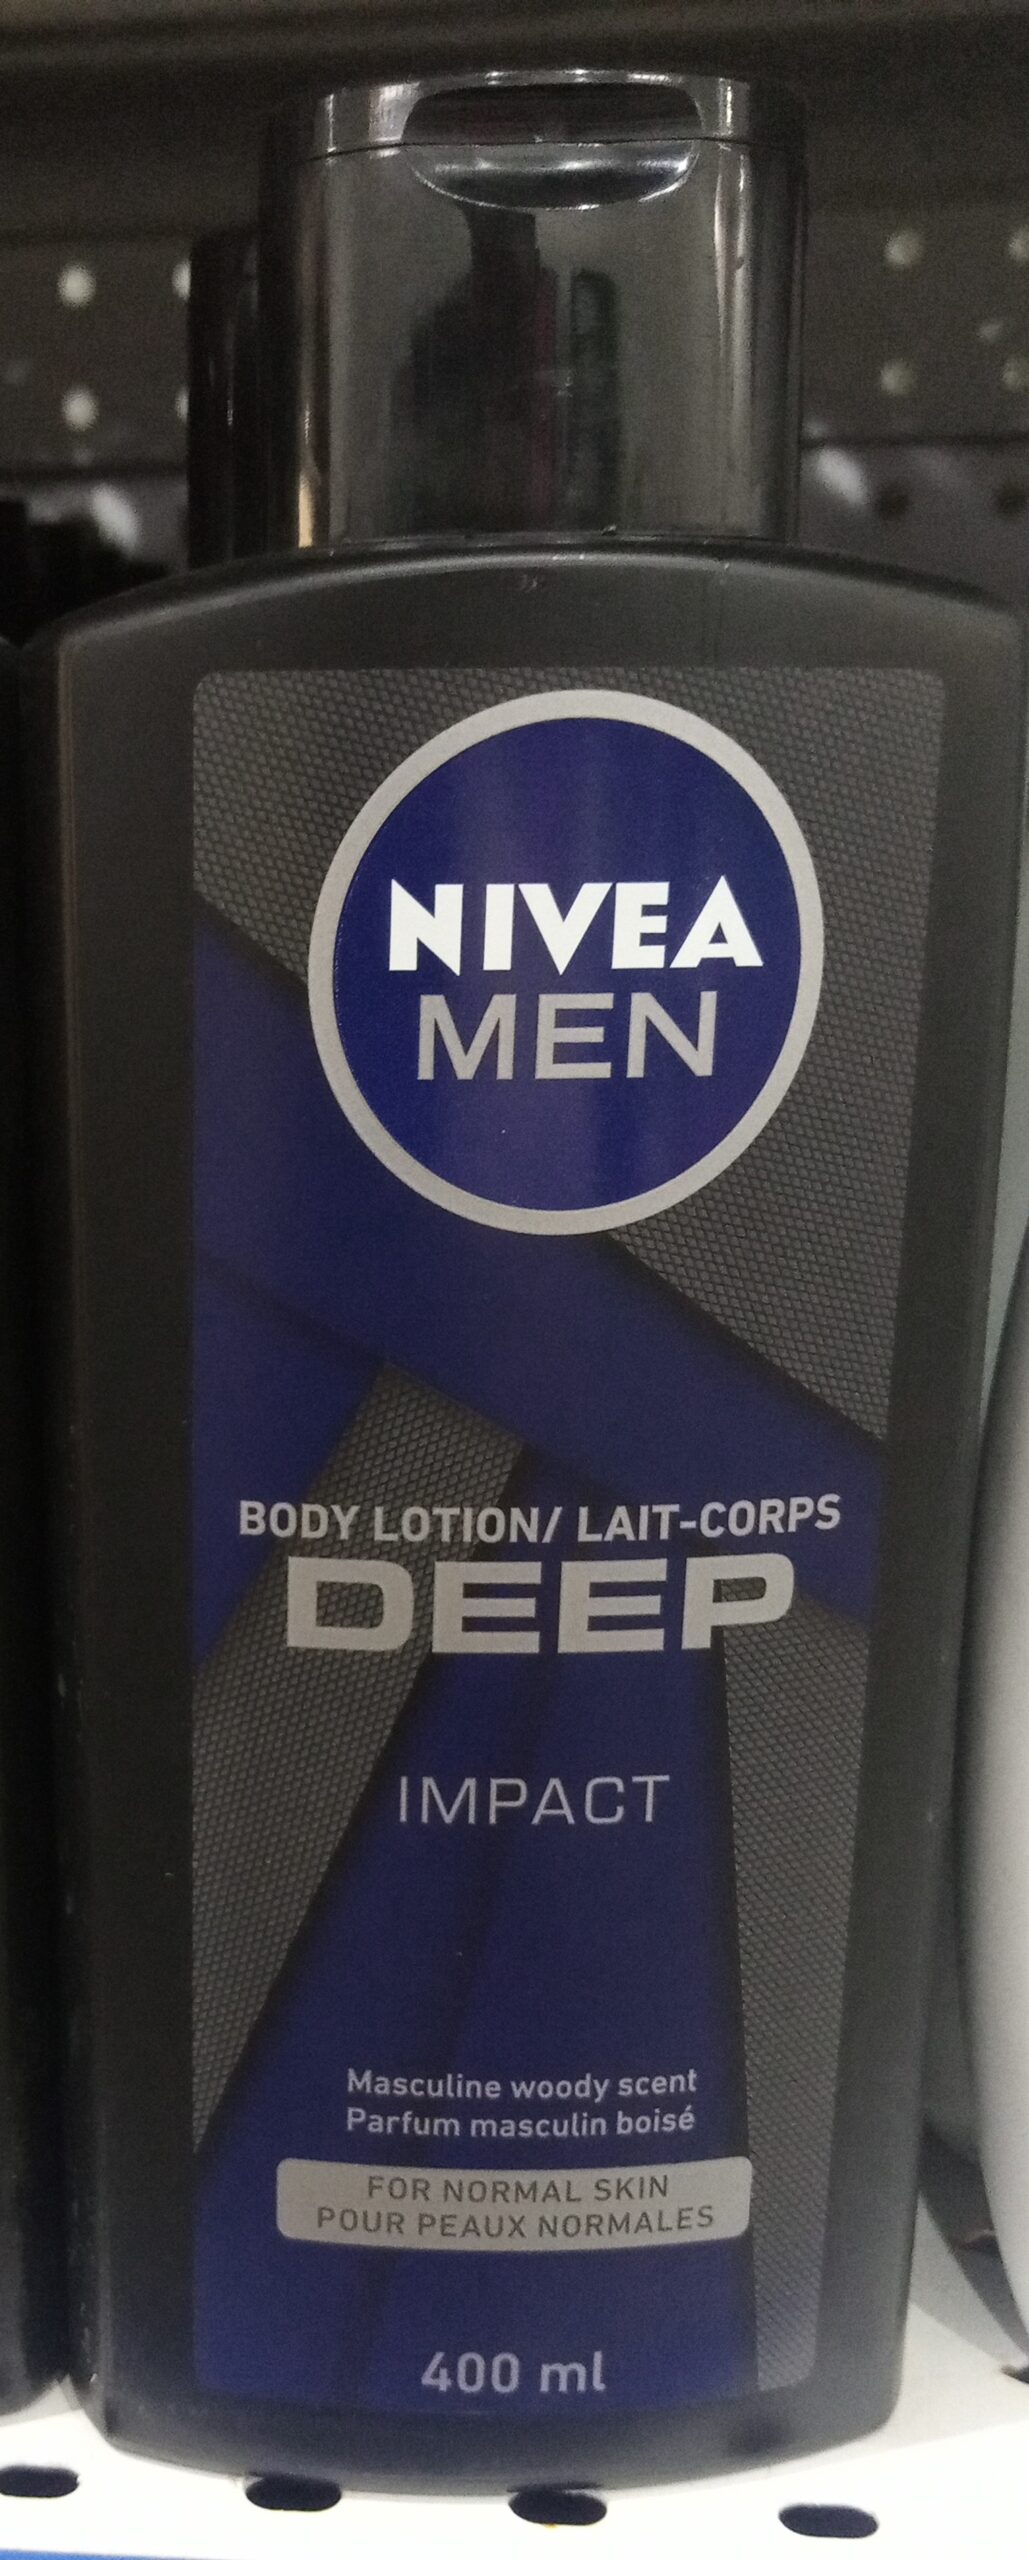 NIVEA
MEN
BODY LOTION/ LAIT-CORPS
DEEP
IMPACT
Masculine woody scent
Parfum masculin boisé
FOR NORMAL SKIN
POUR PEAUX NORMALES
400 ml